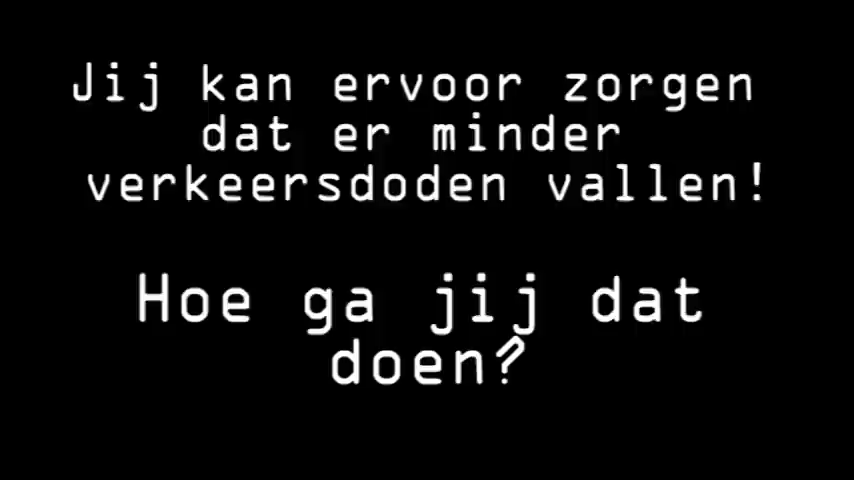 Jij kan ervoor zorgen
dat er minder
verkeersdoden vallen!
Hoe ga jij dat
doen?